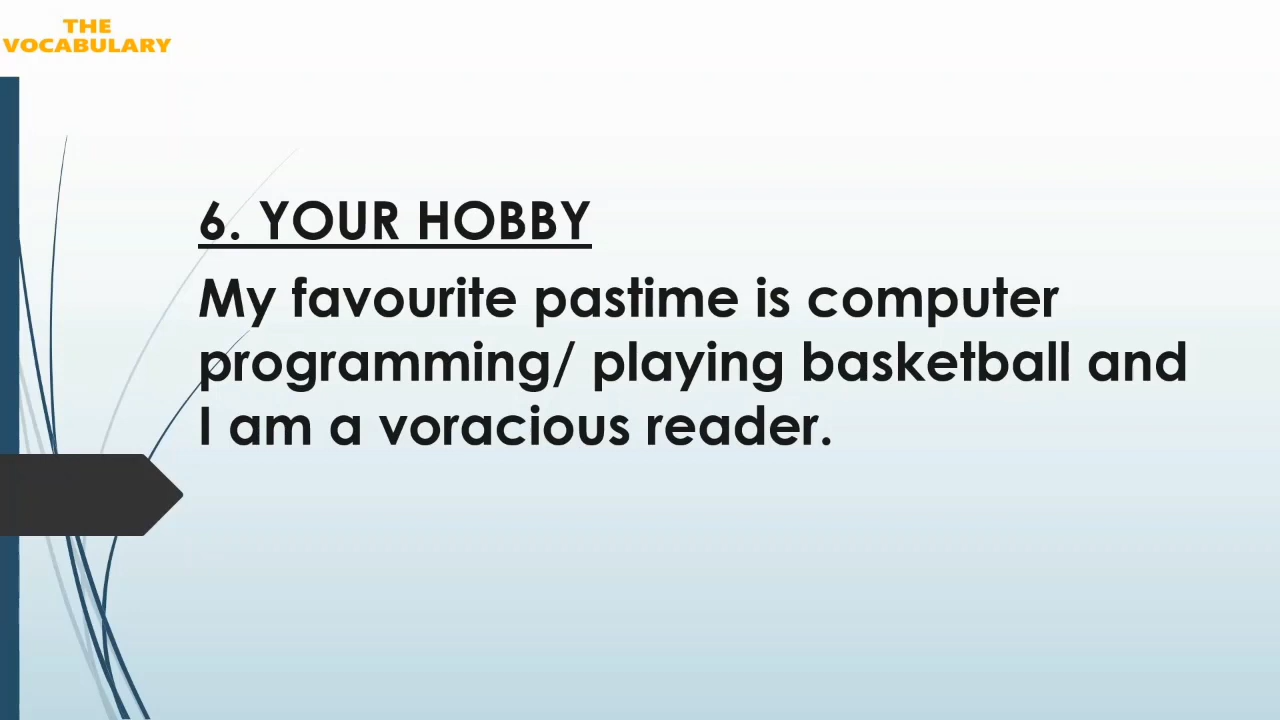 THE
VOCABULARY
6. YOUR HOBBY
My favourite pastime is computer
programming/ playing basketball and
I am a voracious reader.